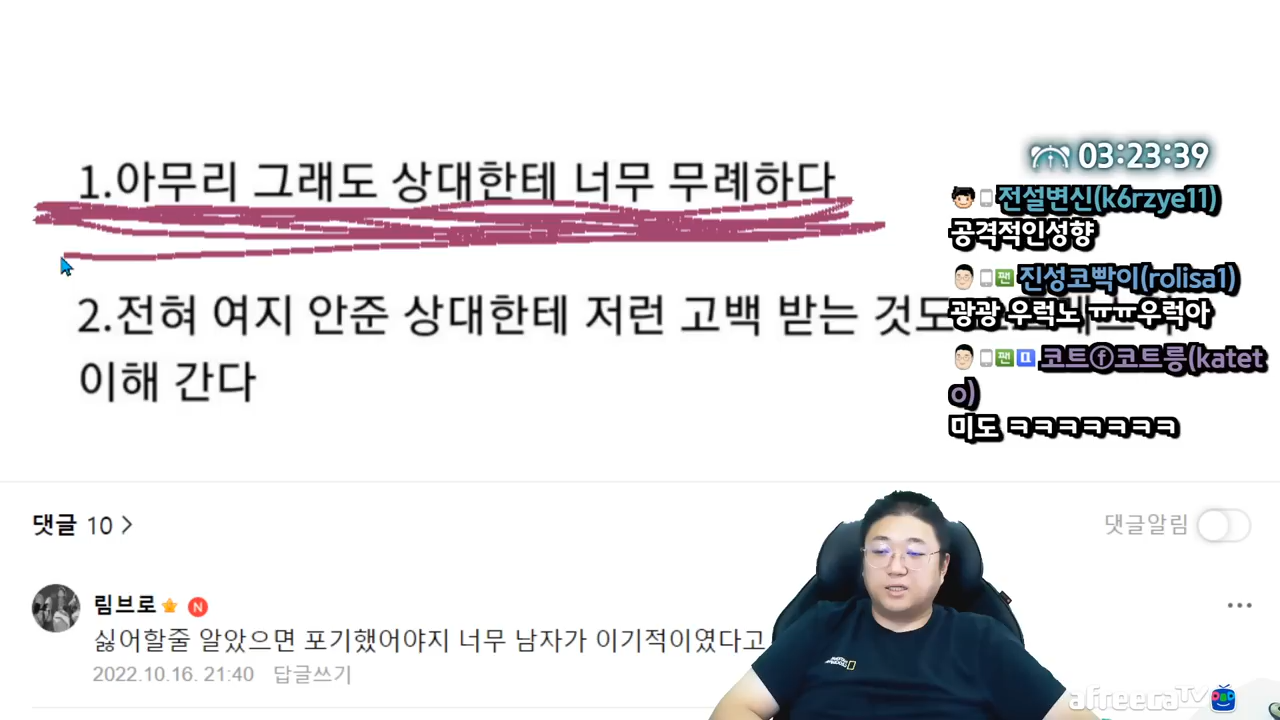 1.아무리 그래도 상대한테 너무 무례하다
2.전혀 여지 안준 상대한테 저런 고백 받는 것도
이해 간다
03:23:39
전설변신(k6rzye11)
공격적인성향
팬 진성코빡이(rolisa1)
광광 우럭노 ㅠㅠ우럭아
팬 코트ⓕ코트릉(katet
o)
미도 ㅋㅋㅋㅋㅋㅋㅋ
댓글 10 >
댓글알림
림브로 N
싫어할줄 알았으면 포기했어야지 너무 남자가 이기적이였다고
2022.10.16. 21:40 답글쓰기
afreecaTV